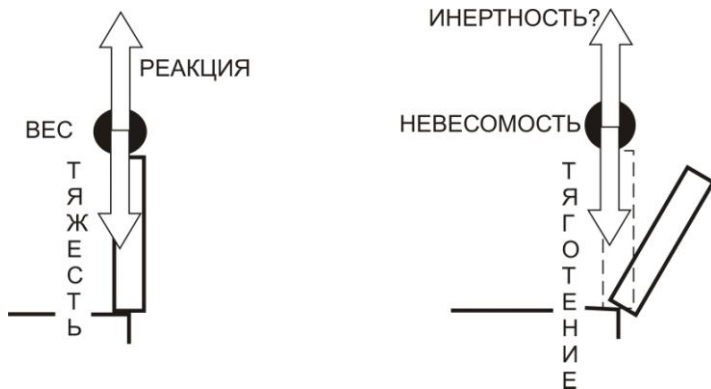 РЕАКЦИЯ
ВЕС
ТЯЖЕСТЬ
ИНЕРТНОСТЬ?
НЕВЕСОМОСТЬ
ТЯГОТЕНИЕ